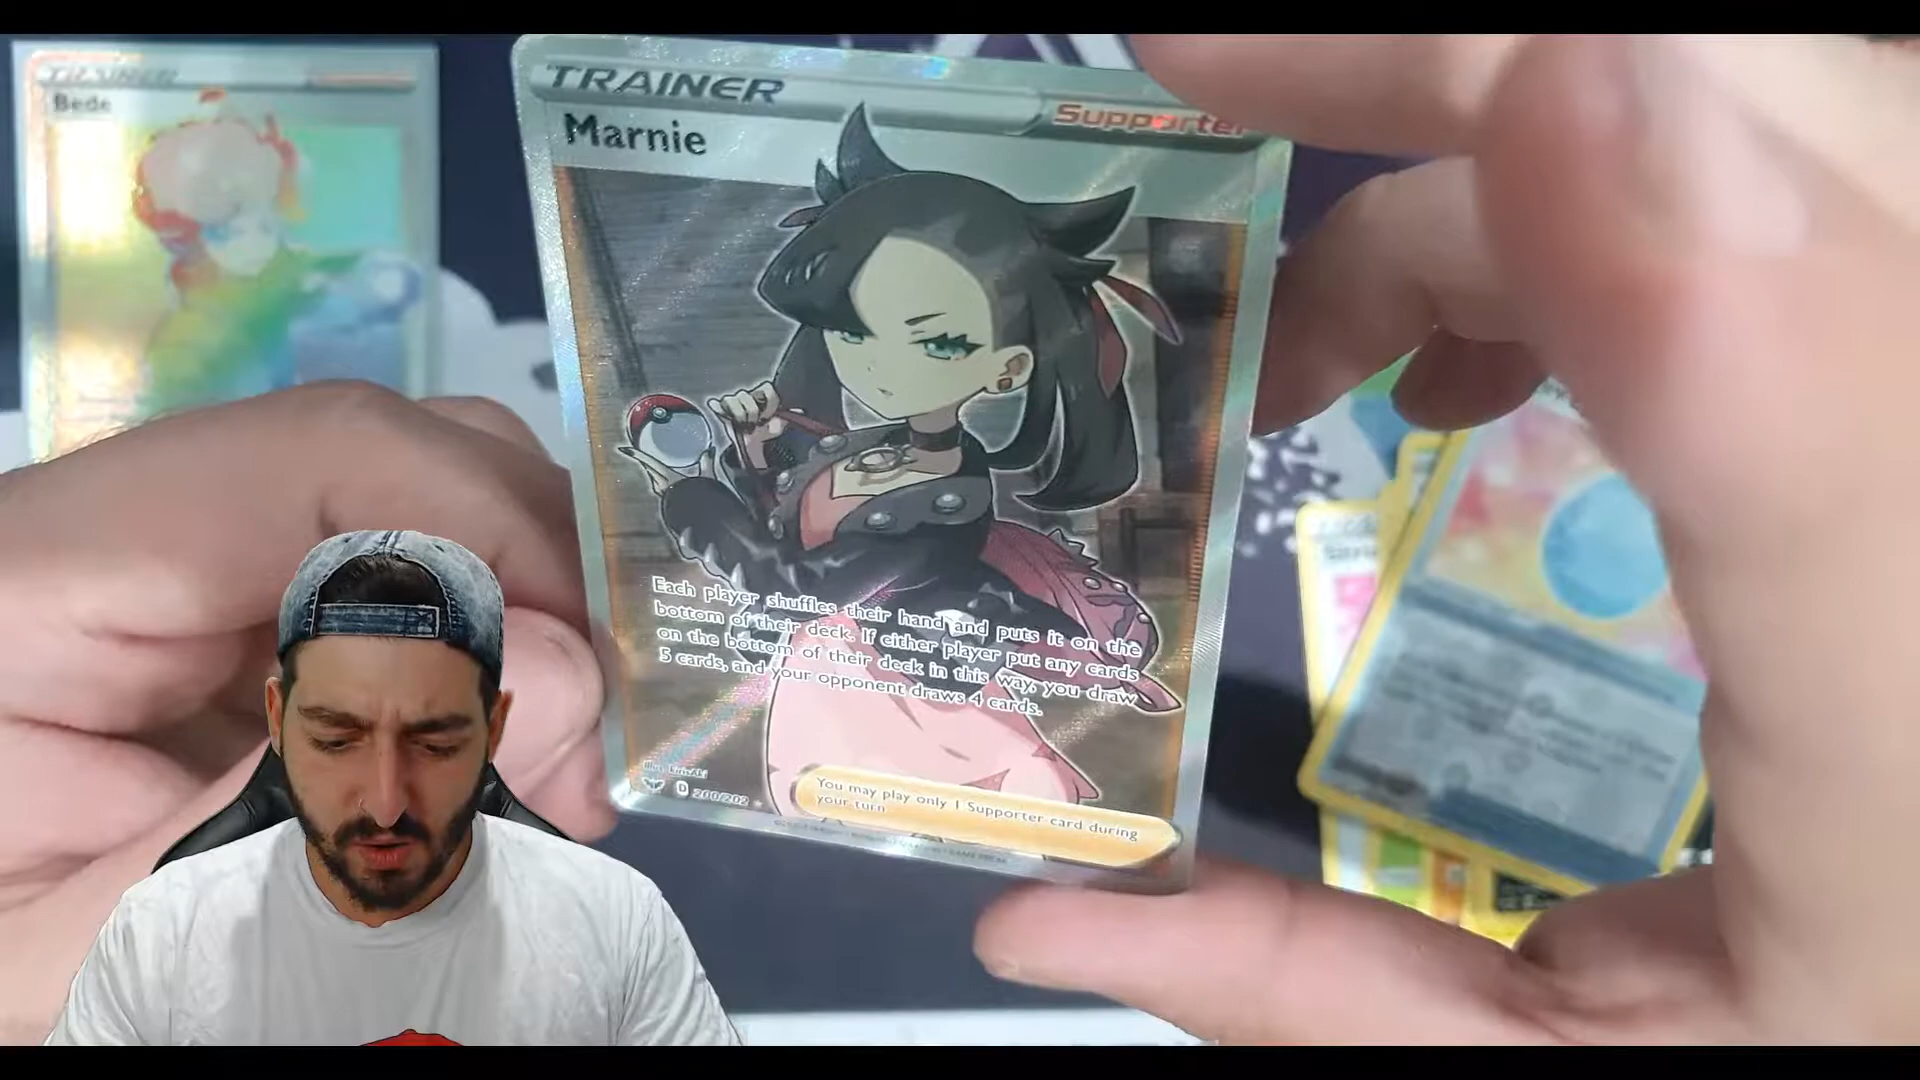 TRAINER
Bede
TRAINER
Supporter
Marnie
Each player shuffles their hand and puts it on the
bottom of their deck. If either player put any cards
on the bottom of their deck in this way, you draw
5 cards, and your opponent draws 4 cards.
Illus. KirisAki
D 200/202
You may play only 1 Supporter card during
your turn